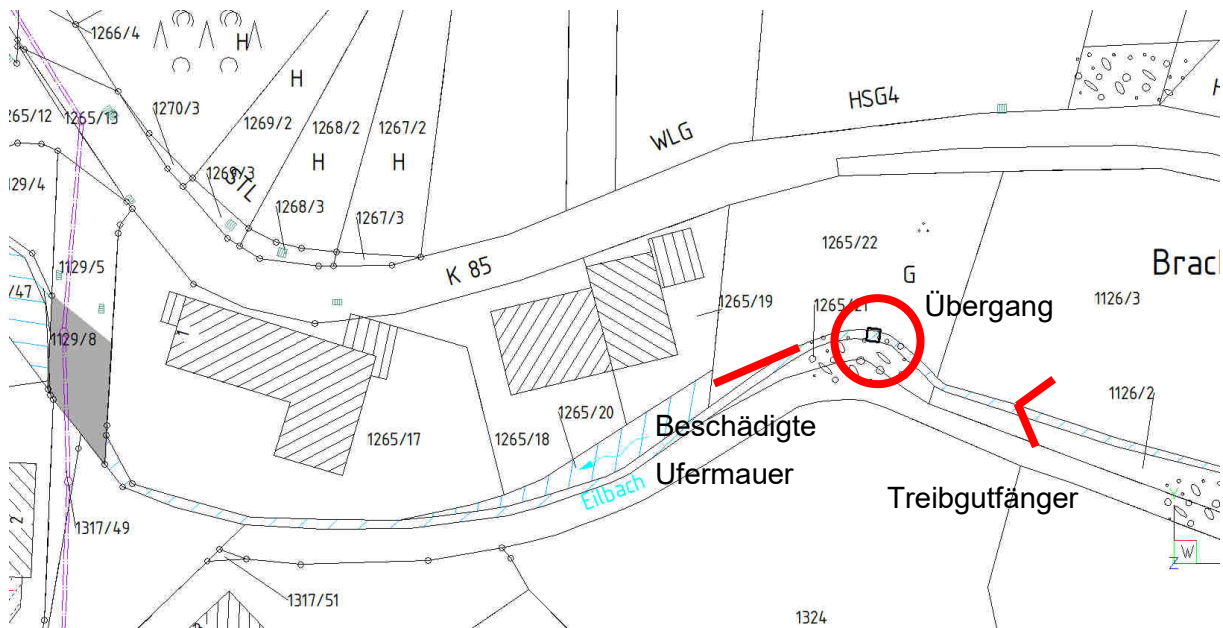 1266/4
H
H
1270/3
265/12
1265/13
1269/2
1268/2
1267/2
H
H
HSG4
WLG
H
1269/3
STL
1268/3
1267/3
129/4
1129/5
K 85
1265/22
G
Brach
1126/3
/47
1265/19
1265/21
Übergang
1129/8
1
1126/2
1265/20
Beschädigte
Ufermauer
1265/17
1265/18
Eilbach
Treibgutfänger
2
1317/49
W
Z
1317/51
1324